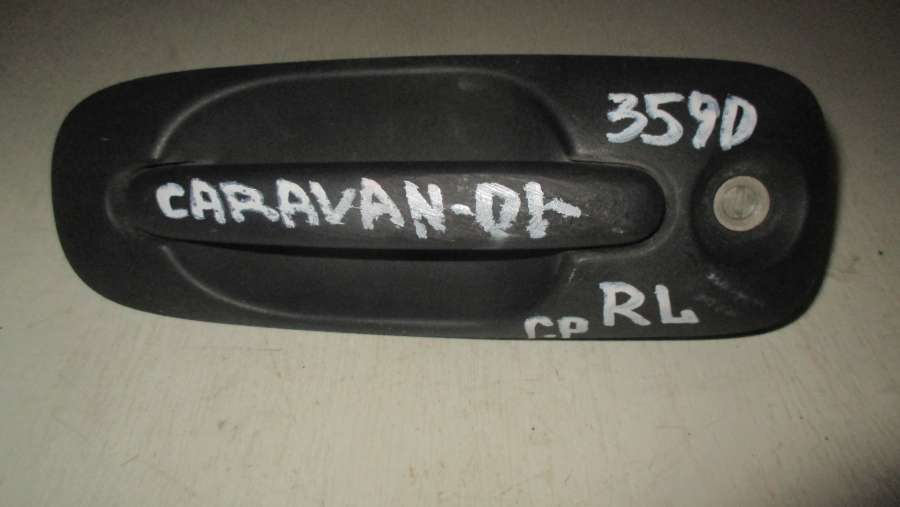 359D
CARAVAN-01-
RL
CP